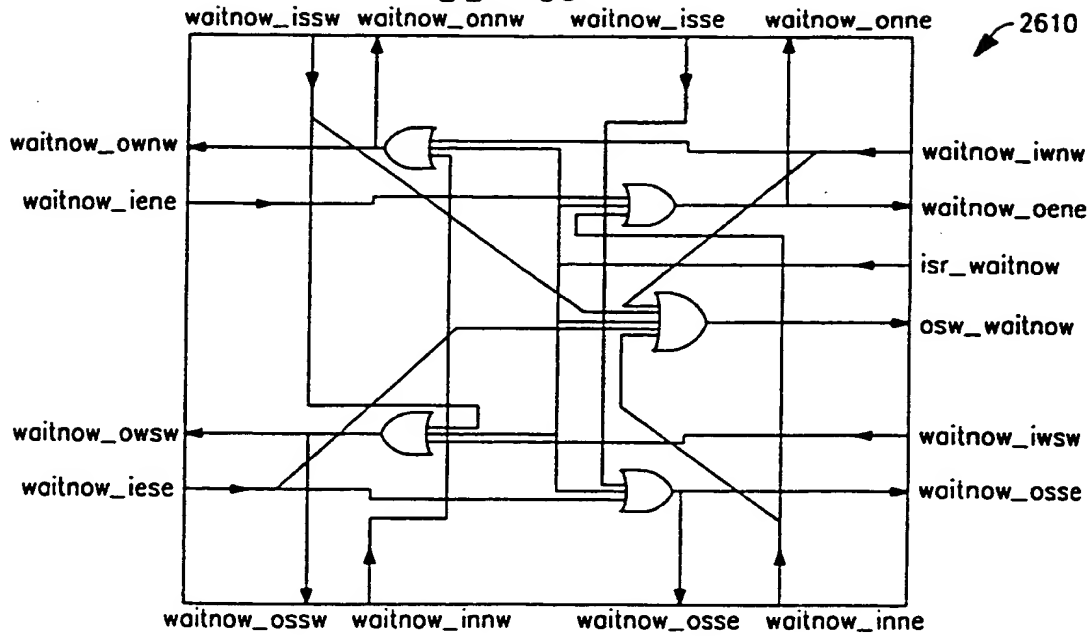 waitnow_issw waitnow_onnw waitnow_isse waitnow_onne
2610
waitnow_ownw waitnow_iwnw
waitnow_iene waitnow_oene
isr_waitnow
osw_waitnow
waitnow_owsw waitnow_iwsw
waitnow_iese waitnow_osse
waitnow_ossw waitnow_innw waitnow_osse waitnow_inne